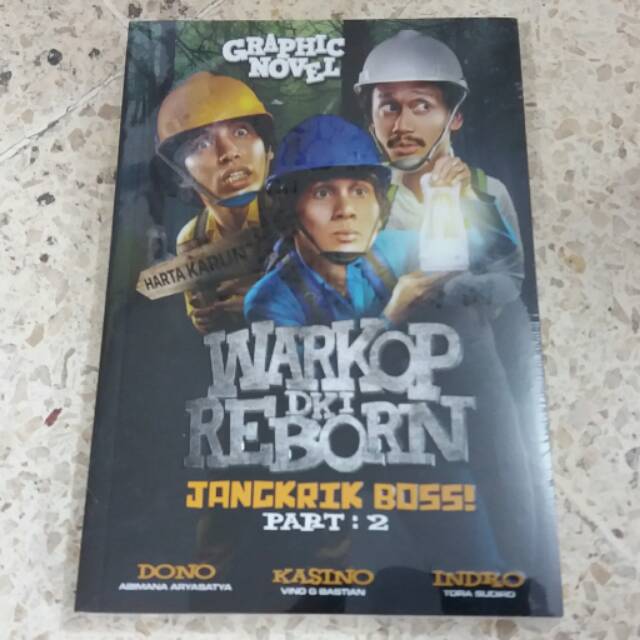 GRAPHIC
NOVEL
HARTA KARUN
WARKOP
DKI
REBORN
JANGKRIK BOSS!
PART : 2
DONO
KASINO
INDRO
ABIMANA ARYASATYA
VINO G BASTIAN
TORA SUDIRO